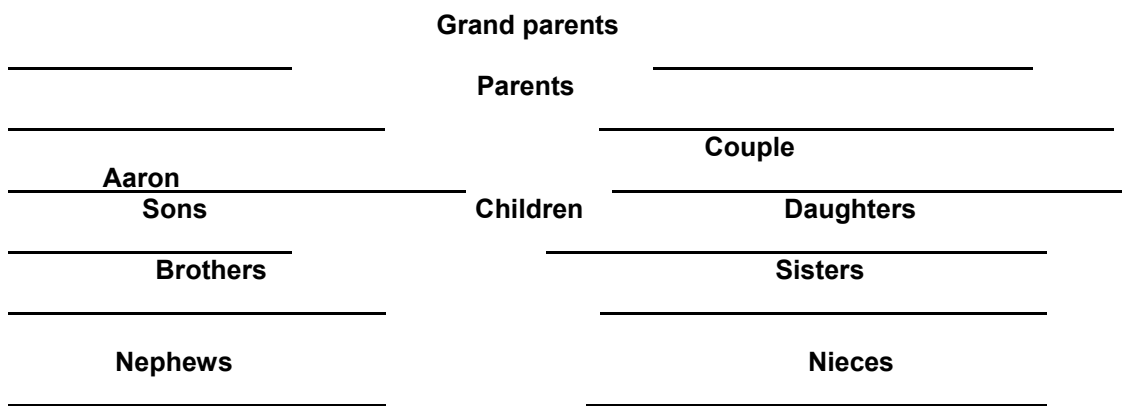 Grand parents
Parents
Couple
Aaron
Sons Children Daughters
Brothers Sisters
Nephews Nieces